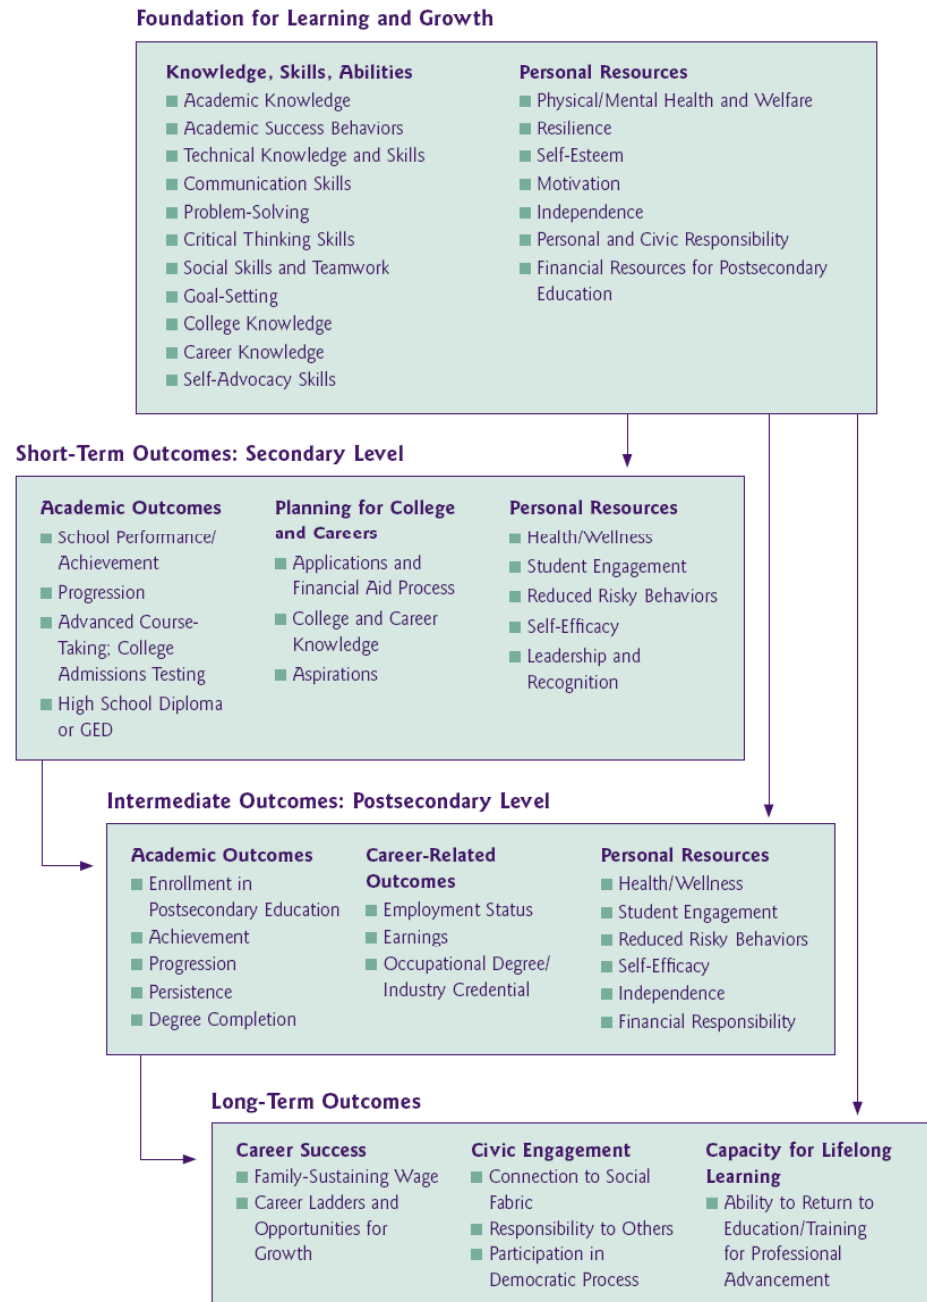 Foundation for Learning and Growth
Knowledge, Skills, Abilities
Academic Knowledge
Academic Success Behaviors
Technical Knowledge and Skills
Communication Skills
Problem-Solving
Critical Thinking Skills
Social Skills and Teamwork
Goal-Setting
College Knowledge
Career Knowledge
Self-Advocacy Skills
Personal Resources
Physical/Mental Health and Welfare
Resilience
Self-Esteem
Motivation
Independence
Personal and Civic Responsibility
Financial Resources for Postsecondary
Education
Short-Term Outcomes: Secondary Level
Academic Outcomes
School Performance/
Achievement
Progression
Advanced Course-
Taking; College
Admissions Testing
High School Diploma
or GED
Planning for College
and Careers
Applications and
Financial Aid Process
College and Career
Knowledge
Aspirations
Personal Resources
Health/Wellness
Student Engagement
Reduced Risky Behaviors
Self-Efficacy
Leadership and
Recognition
Intermediate Outcomes: Postsecondary Level
Academic Outcomes
Enrollment in
Postsecondary Education
Achievement
Progression
Persistence
Degree Completion
Career-Related
Outcomes
Employment Status
Earnings
Occupational Degree/
Industry Credential
Personal Resources
Health/Wellness
Student Engagement
Reduced Risky Behaviors
Self-Efficacy
Independence
Financial Responsibility
Long-Term Outcomes
Career Success
Family-Sustaining Wage
Career Ladders and
Opportunities for
Growth
Civic Engagement
Connection to Social
Fabric
Responsibility to Others
Participation in
Democratic Process
Capacity for Lifelong
Learning
Ability to Return to
Education/Training
for Professional
Advancement